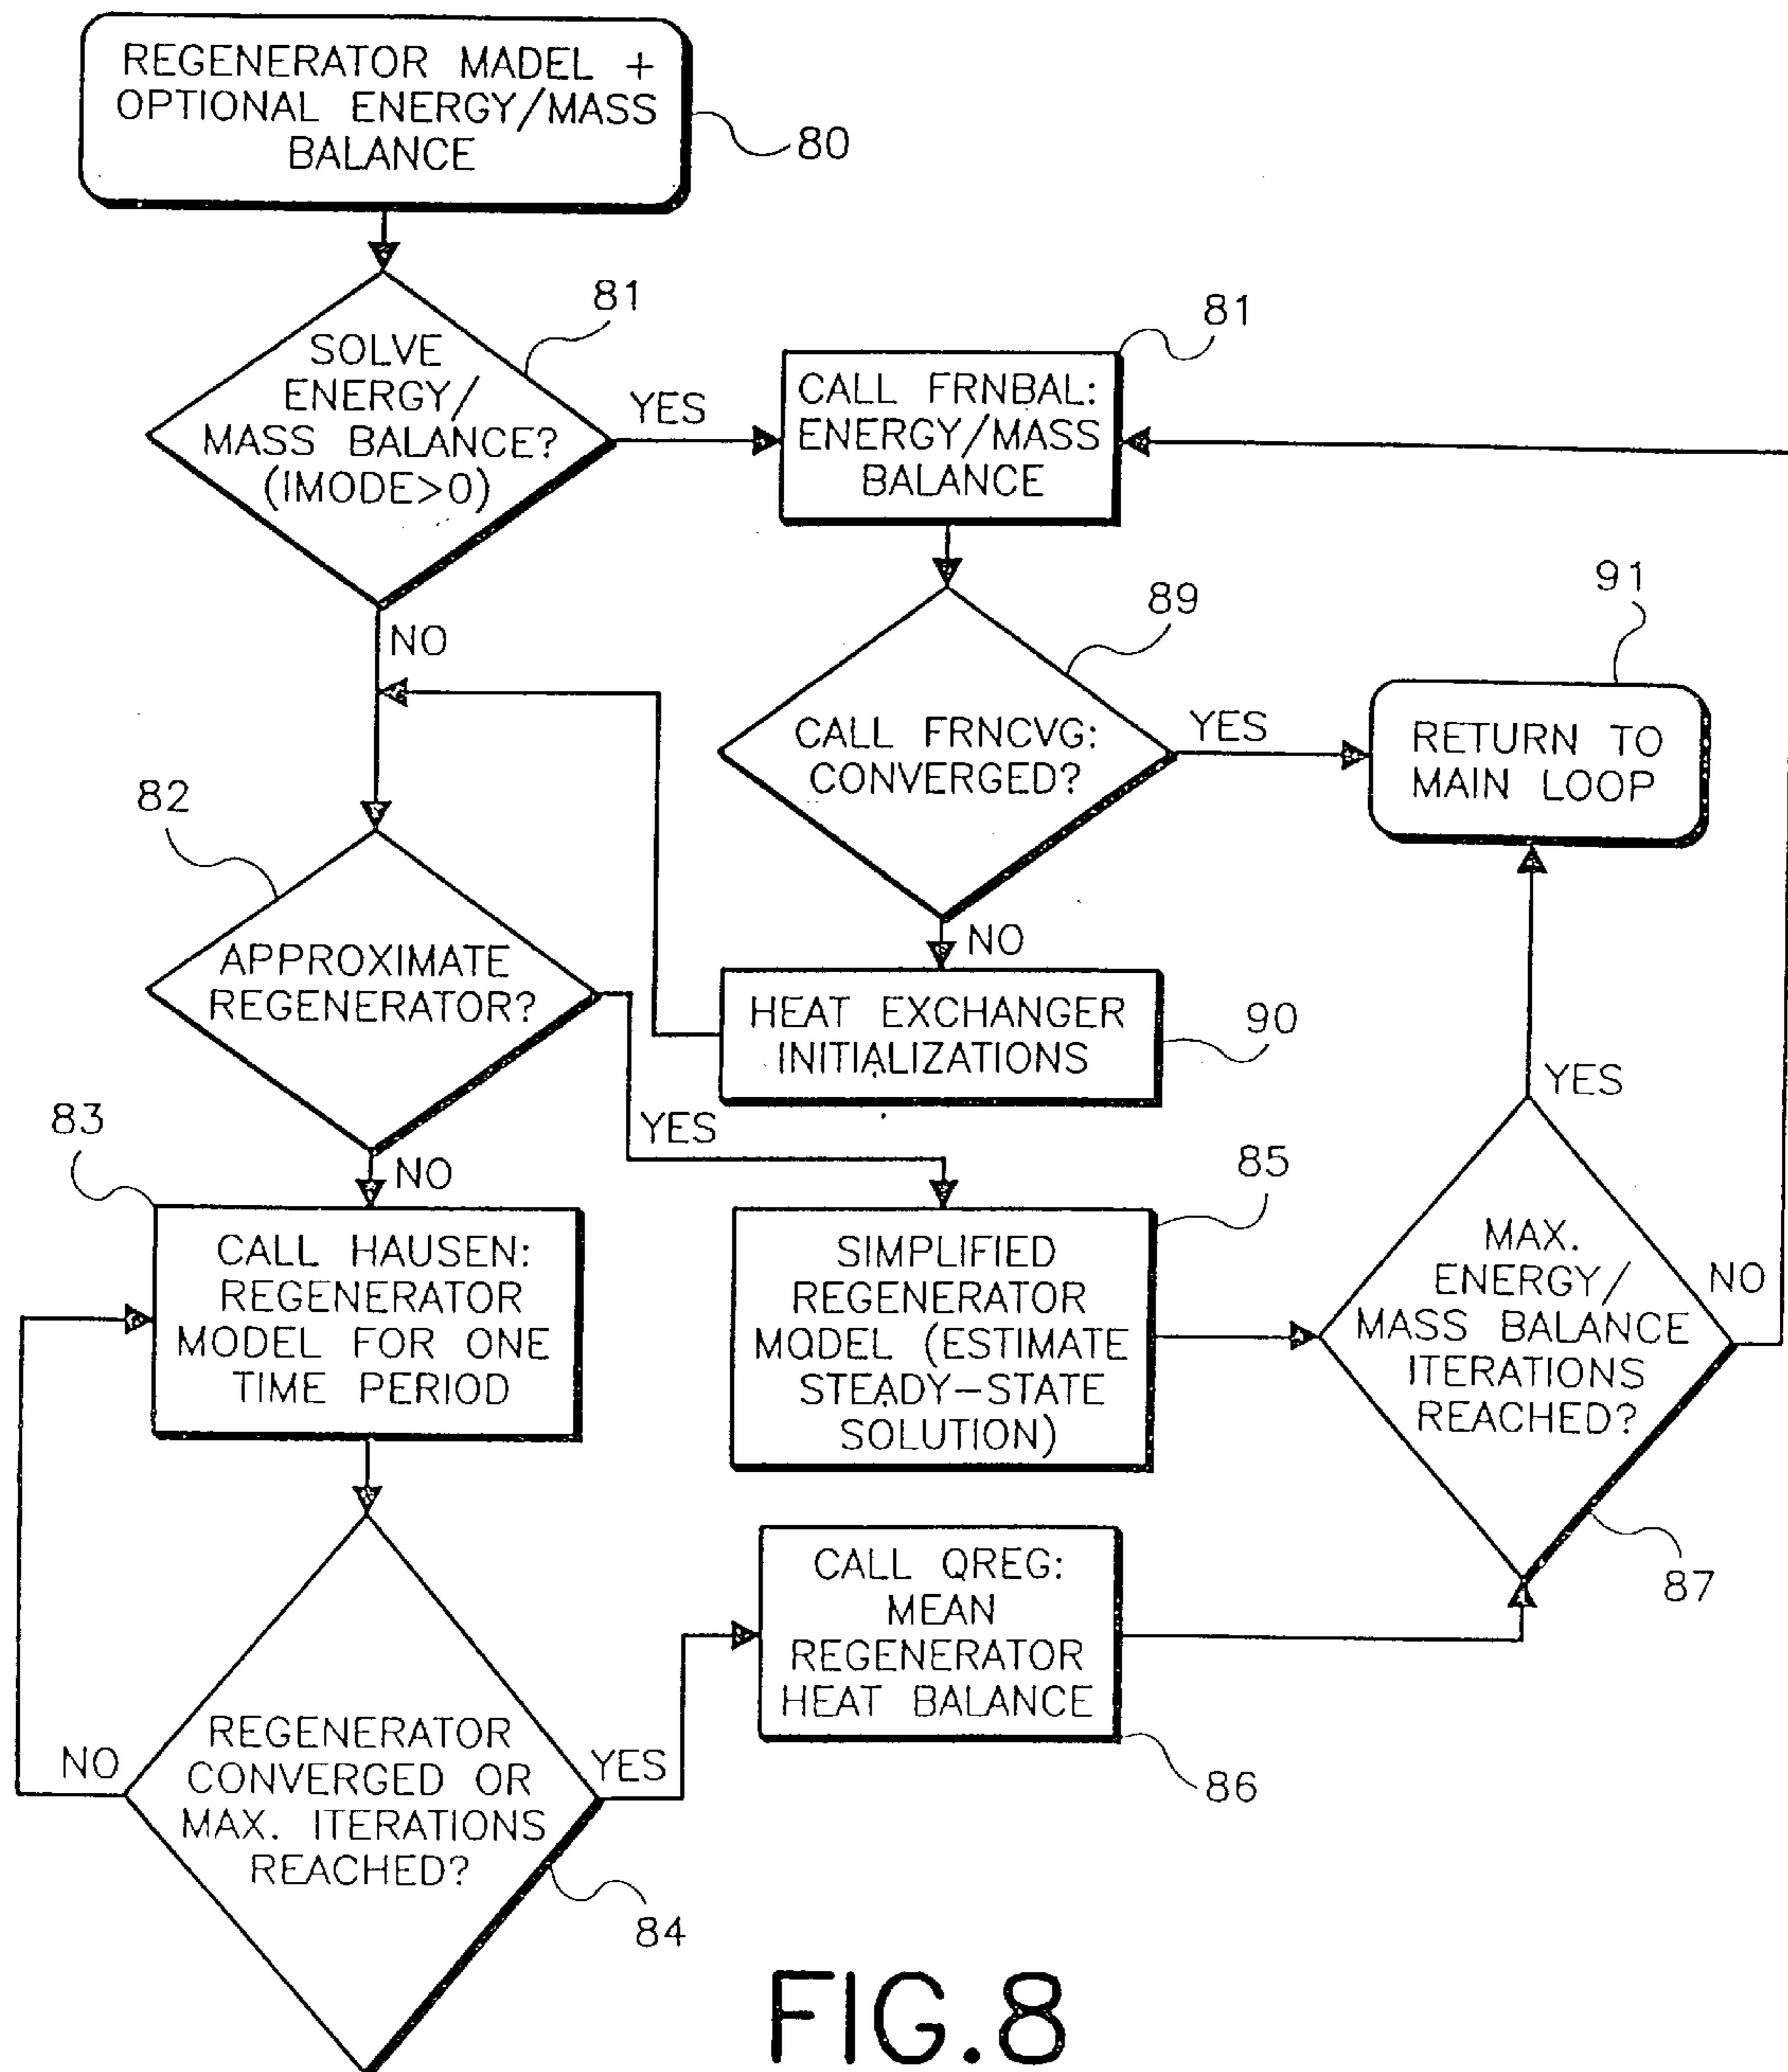 REGENERATOR MADEL +
OPTIONAL ENERGY/MASS
BALANCE
80
SOLVE
ENERGY/
MASS BALANCE?
(IMODE>0)
81
YES
NO
CALL FRNBAL:
ENERGY/MASS
BALANCE
81
CALL FRNCVG:
CONVERGED?
89
YES
NO
RETURN TO
MAIN LOOP
91
APPROXIMATE
REGENERATOR?
82
YES
NO
HEAT EXCHANGER
INITIALIZATIONS
90
CALL HAUSEN:
REGENERATOR
MODEL FOR ONE
TIME PERIOD
83
SIMPLIFIED
REGENERATOR
MODEL (ESTIMATE
STEADY-STATE
SOLUTION)
85
MAX.
ENERGY/
MASS BALANCE
ITERATIONS
REACHED?
87
YES
NO
REGENERATOR
CONVERGED OR
MAX. ITERATIONS
REACHED?
84
NO
YES
CALL QREG:
MEAN
REGENERATOR
HEAT BALANCE
86
FIG.8